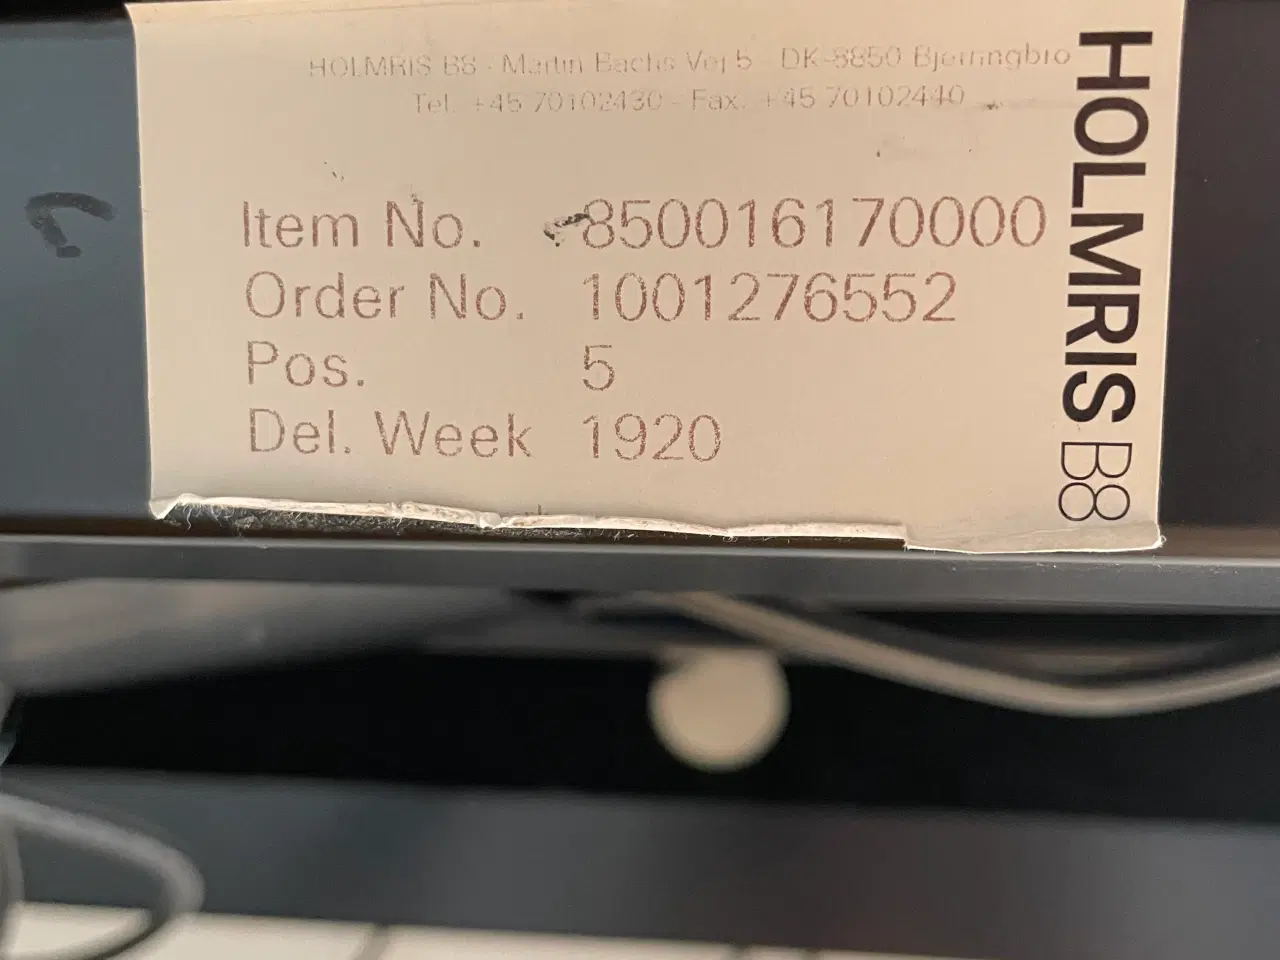 HOLMRIS B8 - Martin Bachs Vej 5 - DK-8850 Bjerringbro
Tel. +45 70102430 - Fax. +45 70102440
Item No. 850016170000
Order No. 1001276552
Pos. 5
Del. Week 1920
HOLMRIS B8